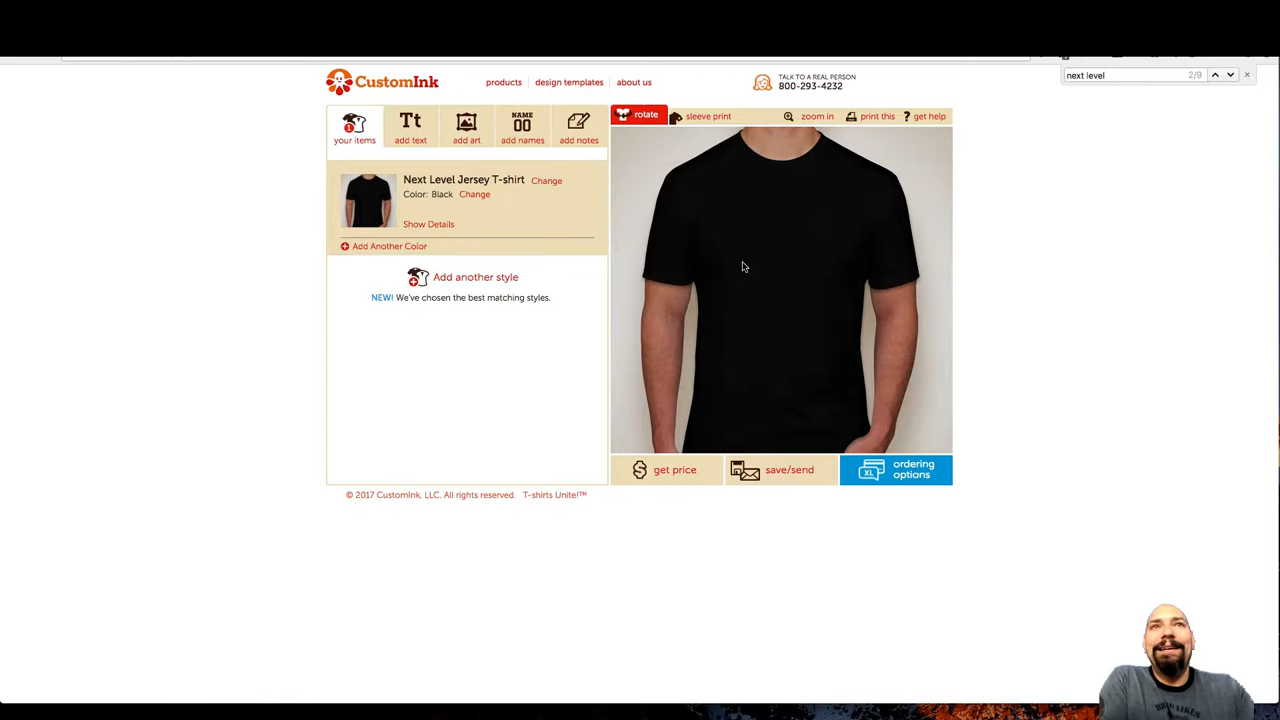 next level 2/9
CustomInk
products design templates about us
TALK TO A REAL PERSON
800-293-4232
your items
Tt
add text
add art
NAME
00
add names
add notes
rotate
sleeve print
zoom in
print this
? get help
1
Next Level Jersey T-shirt Change
Color: Black Change
Show Details
Add Another Color
Add another style
NEW! We've chosen the best matching styles.
$ get price
save/send
XL
ordering
options
© 2017 CustomInk, LLC. All rights reserved. T-shirts Unite!™